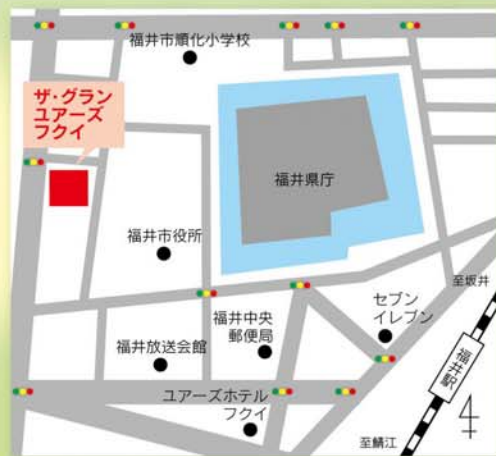 福井市順化小学校
ザ・グラン
ユアーズ
フクイ
福井県庁
福井市役所
至坂井
セブン
イレブン
福井中央
郵便局
福井放送会館
福井駅
ユアーズホテル
フクイ
至鯖江